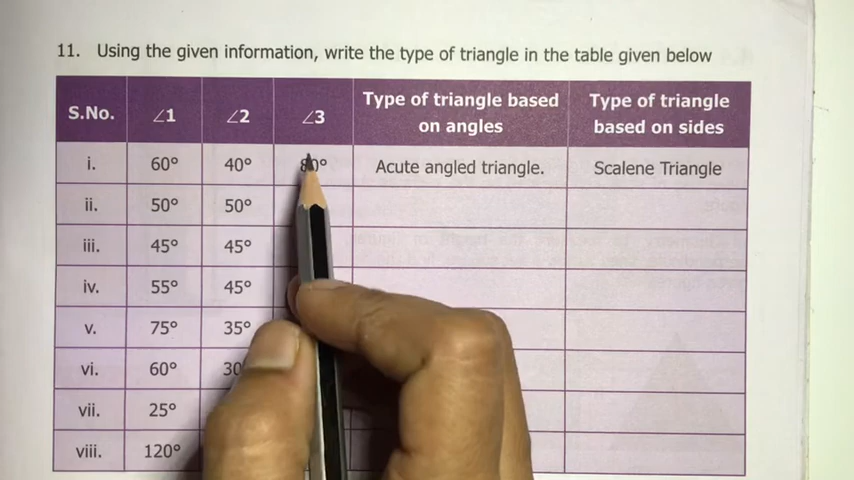 11. Using the given information, write the type of triangle in the table given below
S.No. ∠1 ∠2 ∠3 Type of triangle based on angles Type of triangle based on sides
i. 60° 40° 80° Acute angled triangle. Scalene Triangle
ii. 50° 50°
iii. 45° 45°
iv. 55° 45°
v. 75° 35°
vi. 60° 30
vii. 25°
viii. 120°